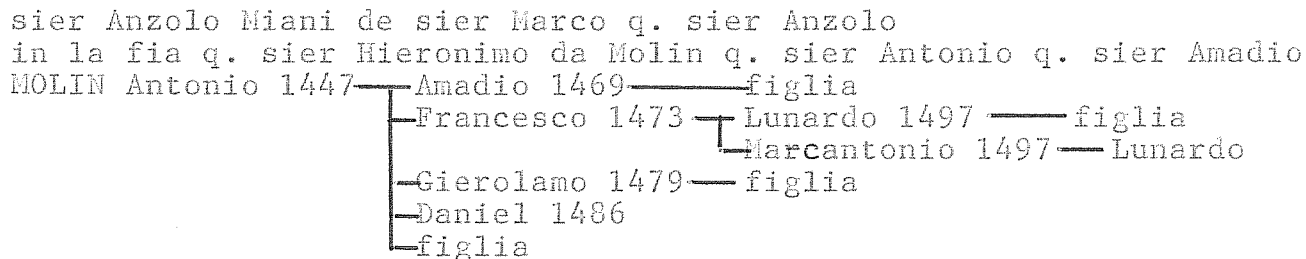 sier Anzolo Miani de sier Marco q. sier Anzolo
in la fia q. sier Hieronimo da Molin q. sier Antonio q. sier Amadio
MOLIN Antonio 1447 Amadio 1469 figlia
Francesco 1473 Lunardo 1497 figlia
Marcantonio 1497 Lunardo
Gierolamo 1479 figlia
Daniel 1486
figlia